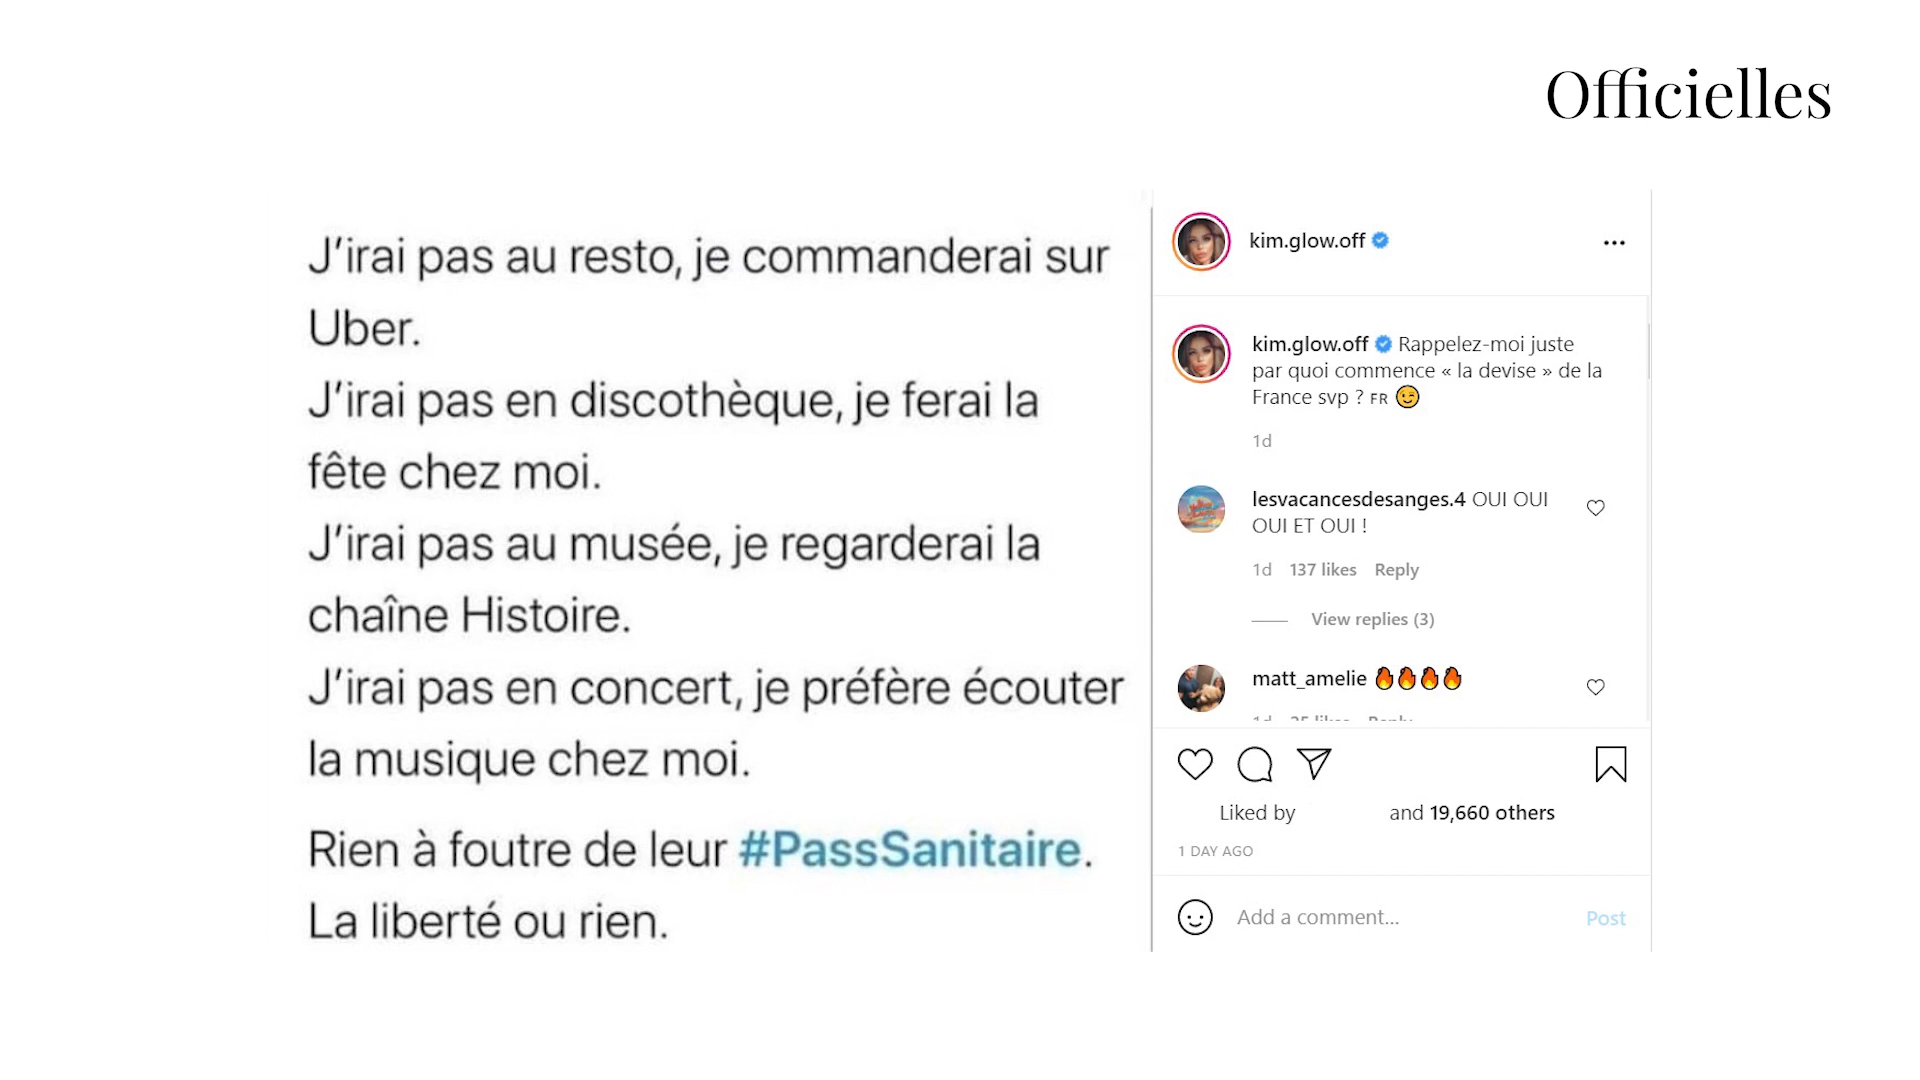 Officielles
J’irai pas au resto, je commanderai sur
Uber.
J’irai pas en discothèque, je ferai la
fête chez moi.
J’irai pas au musée, je regarderai la
chaîne Histoire.
J’irai pas en concert, je préfère écouter
la musique chez moi.
Rien à foutre de leur #PassSanitaire.
La liberté ou rien.
kim.glow.off
kim.glow.off Rappelez-moi juste
par quoi commence « la devise » de la
France svp ? FR 😉
1d
lesvacancesdesanges.4 OUI OUI
OUI ET OUI !
1d 137 likes Reply
View replies (3)
matt_amelie 🔥🔥🔥🔥
1d 25 likes Reply
Liked by and 19,660 others
1 DAY AGO
Add a comment... Post